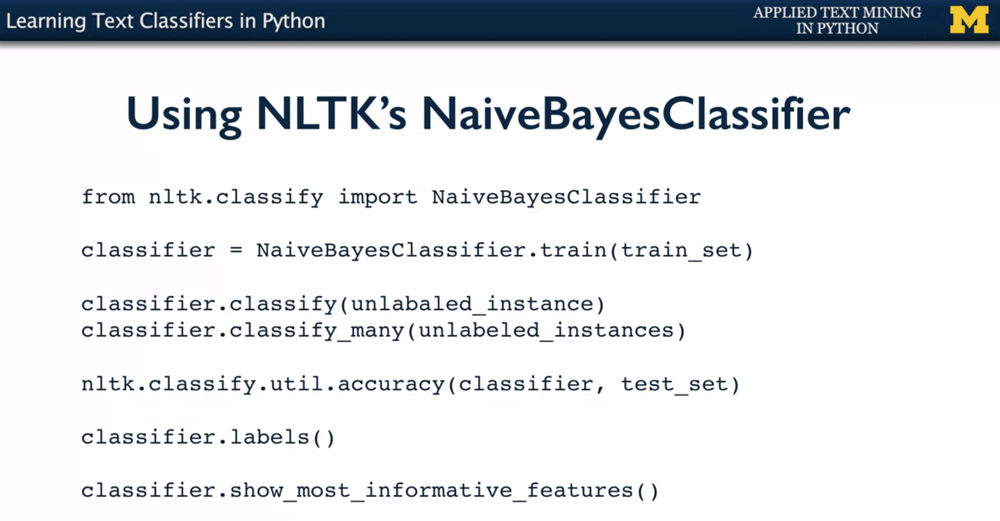 Learning Text Classifiers in Python
APPLIED TEXT MINING
IN PYTHON
M
Using NLTK’s NaiveBayesClassifier
from nltk.classify import NaiveBayesClassifier
classifier = NaiveBayesClassifier.train(train_set)
classifier.classify(unlabaled_instance)
classifier.classify_many(unlabeled_instances)
nltk.classify.util.accuracy(classifier, test_set)
classifier.labels()
classifier.show_most_informative_features()